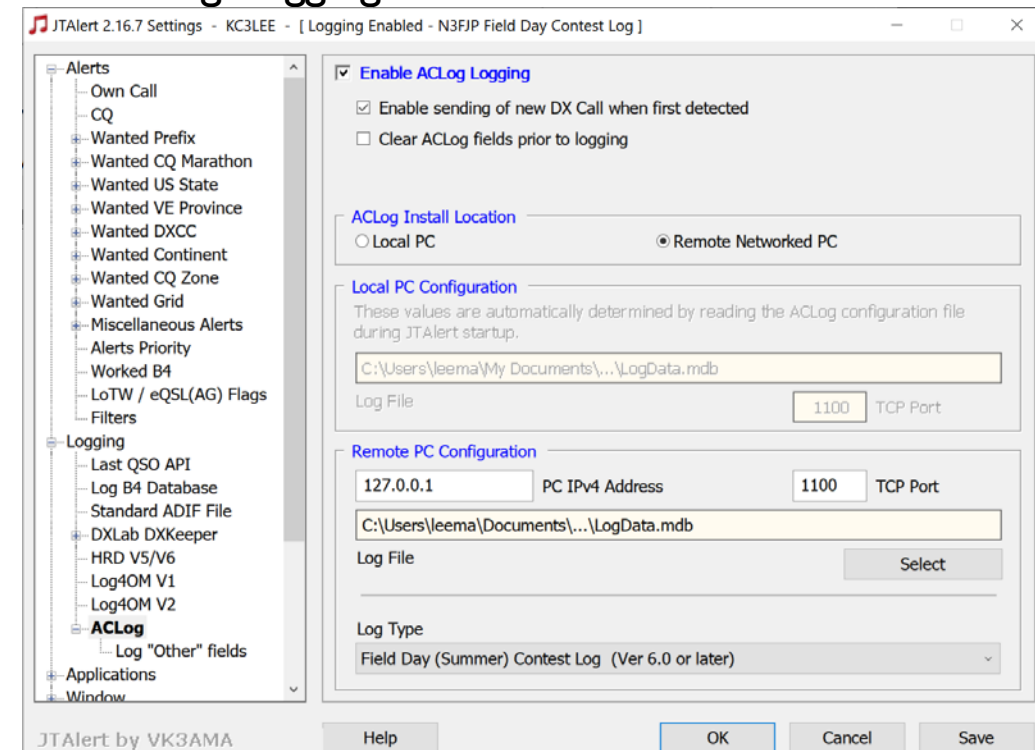 JTAlert 2.16.7 Settings - KC3LEE - [ Logging Enabled - N3FJP Field Day Contest Log ]
Alerts
Own Call
CQ
Wanted Prefix
Wanted CQ Marathon
Wanted US State
Wanted VE Province
Wanted DXCC
Wanted Continent
Wanted CQ Zone
Wanted Grid
Miscellaneous Alerts
Alerts Priority
Worked B4
LoTW / eQSL(AG) Flags
Filters
Logging
Last QSO API
Log B4 Database
Standard ADIF File
DXLab DXKeeper
HRD V5/V6
Log4OM V1
Log4OM V2
ACLog
Log "Other" fields
Applications
Window
Enable ACLog Logging
Enable sending of new DX Call when first detected
Clear ACLog fields prior to logging
ACLog Install Location
Local PC
Remote Networked PC
Local PC Configuration
These values are automatically determined by reading the ACLog configuration file
during JTAlert startup.
C:\Users\leema\My Documents\...\LogData.mdb
Log File
1100 TCP Port
Remote PC Configuration
127.0.0.1 PC IPv4 Address 1100 TCP Port
C:\Users\leema\Documents\...\LogData.mdb
Log File
Select
Log Type
Field Day (Summer) Contest Log (Ver 6.0 or later)
JTAlert by VK3AMA
Help
OK
Cancel
Save